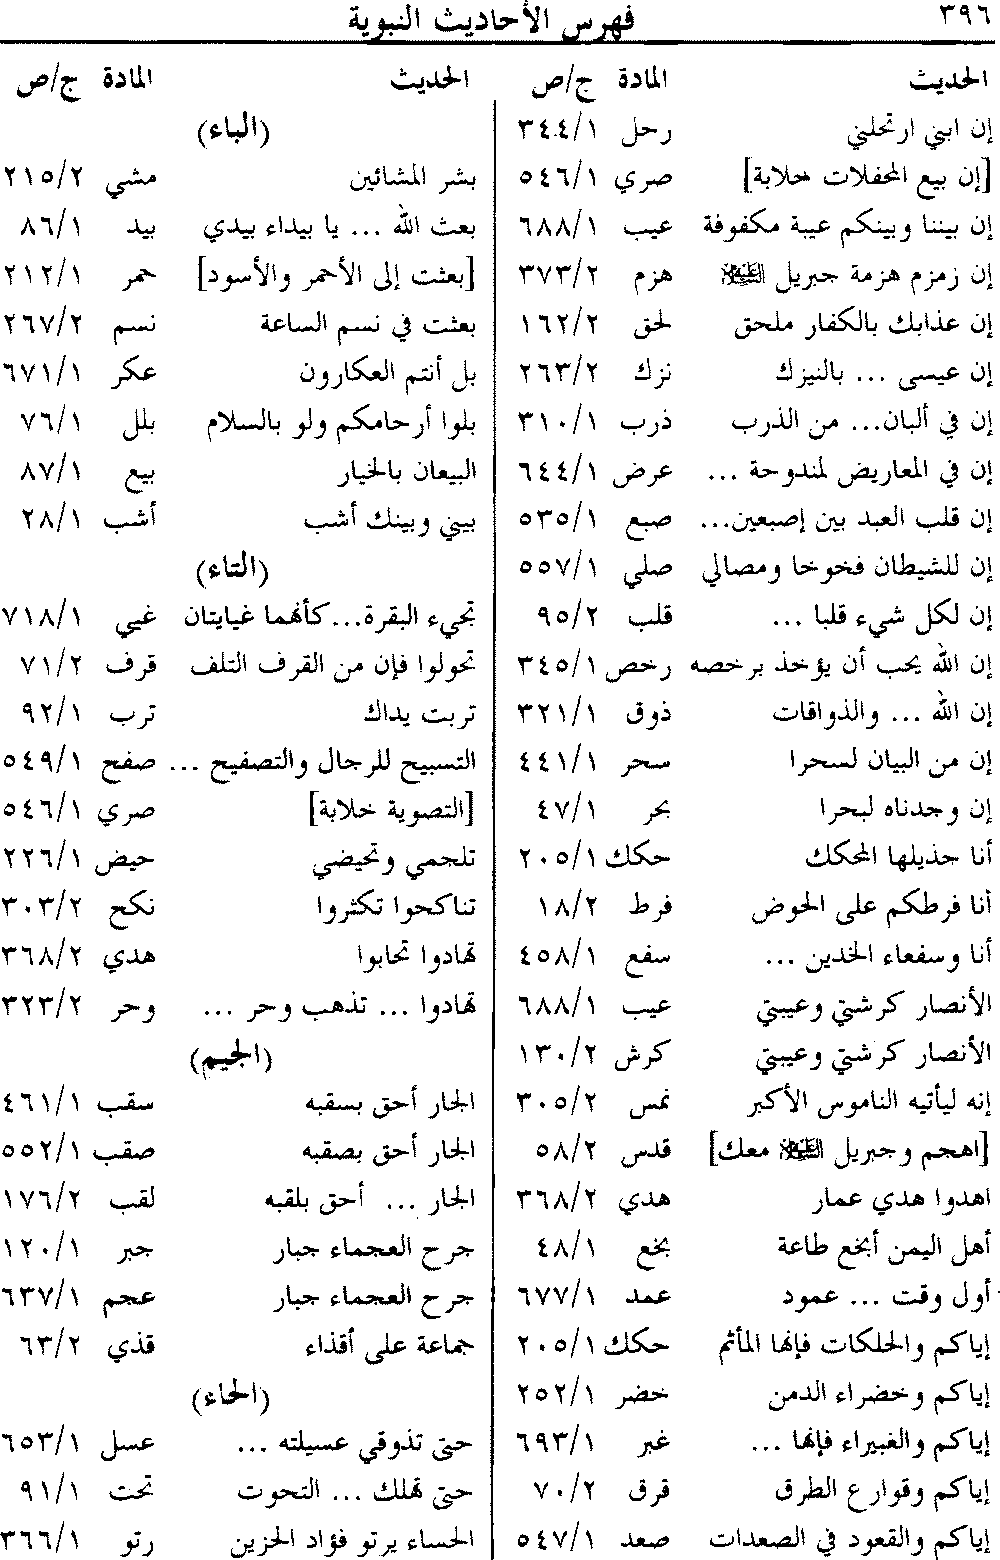 ٣٩٦
فهرس الأحاديث النبوية
الحديث المادة ج/ص
إن ابني ارتحلني رحل ٣٤٤/١
[إن بيع المحفلات خلابة] صري ٥٤٦/١
إن بيننا وبينكم عيبة مكفوفة عيب ٦٨٨/١
إن زمزم هزمة جبريل عليه السلام هزم ٣٧٣/٢
إن عذابك بالكفار ملحق لحق ١٦٢/٢
إن عيسى ... بالنيزك نزك ٢٦٣/٢
إن في ألبان... من الذرب ذرب ٣١٠/١
إن في المعاريض لمندوحة ... عرض ٦٤٤/١
إن قلب العبد بين إصبعين... صبع ٥٣٥/١
إن للشيطان فخوخا ومصالي صلي ٥٥٧/١
إن لكل شيء قلبا ... قلب ٩٥/٢
إن الله يحب أن يؤخذ برخصه رخص ٣٤٥/١
إن الله ... والذواقات ذوق ٣٢١/١
إن من البيان لسحرا سحر ٤٤١/١
إن وجدناه لبحرا بحر ٤٧/١
أنا جذيلها المحكك حكك ٢٠٥/١
أنا فرطكم على الحوض فرط ١٨/٢
أنا وسفعاء الخدين ... سفع ٤٥٨/١
الأنصار كرشتي وعيبتي عيب ٦٨٨/١
الأنصار كرشتي وعيبتي كرش ١٣٠/٢
إنه ليأتيه الناموس الأكبر نمس ٣٠٥/٢
[اهجم وجبريل عليه السلام معك] قدس ٥٨/٢
اهدوا هدي عمار هدي ٣٦٨/٢
أهل اليمن أبخع طاعة بخع ٤٨/١
أول وقت ... عمود عمد ٦٧٧/١
إياكم والحلكات فإنها المأثم حكك ٢٠٥/١
إياكم وخضراء الدمن خضر ٢٥٢/١
إياكم والغبيراء فإنها ... غبر ٦٩٣/١
إياكم وقوارع الطرق قرق ٧٠/٢
إياكم والقعود في الصعدات صعد ٥٤٧/١
الحديث المادة ج/ص
(الباء)
بشر المشائين مشي ٢١٥/٢
بعث الله ... يا بيداء بيدي بيد ٨٦/١
[بعثت إلى الأحمر والأسود] حمر ٢١٢/١
بعثت في نسم الساعة نسم ٢٦٧/٢
بل أنتم العكارون عكر ٦٧١/١
بلوا أرحامكم ولو بالسلام بلل ٧٦/١
البيعان بالخيار بيع ٨٧/١
بيني وبينك أشب أشب ٢٨/١
(التاء)
تجيء البقرة...كأنهما غيايتان غيي ٧١٨/١
تحولوا فإن من القرف التلف قرف ٧١/٢
تربت يداك ترب ٩٢/١
التسبيح للرجال والتصفيح ... صفح ٥٤٩/١
[التصوية خلابة] صري ٥٤٦/١
تلجمي وتحيضي حيض ٢٢٦/١
تناكحوا تكثروا نكح ٣٠٣/٢
تهادوا تحابوا هدي ٣٦٨/٢
تهادوا ... تذهب وحر ... وحر ٣٢٣/٢
(الجيم)
الجار أحق بسقبه سقب ٤٦١/١
الجار أحق بصقبه صقب ٥٥٢/١
الجار ... أحق بلقبه لقب ١٧٦/٢
جرح العجماء جبار جبر ١٢٠/١
جرح العجماء جبار عجم ٦٣٧/١
جماعة على أقذاء قذي ٦٣/٢
(الحاء)
حتى تذوقي عسيلته ... عسل ٦٥٣/١
حتى تهلك ... التحوت تحت ٩١/١
الحساء يرتو فؤاد الحزين رتو ٣٦٦/١